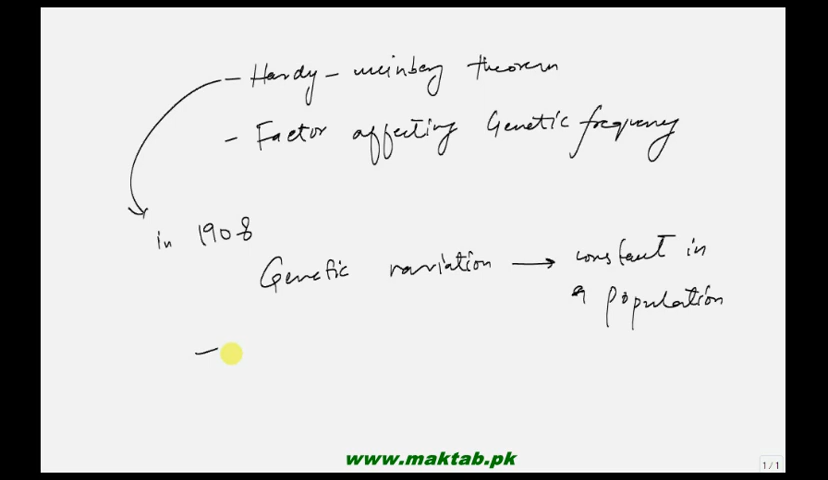 - Hardy - weinberg theorem
- Factor affecting Genetic frequency
in 1908
Genetic variation → constant in
a population
-
www.maktab.pk
1/1